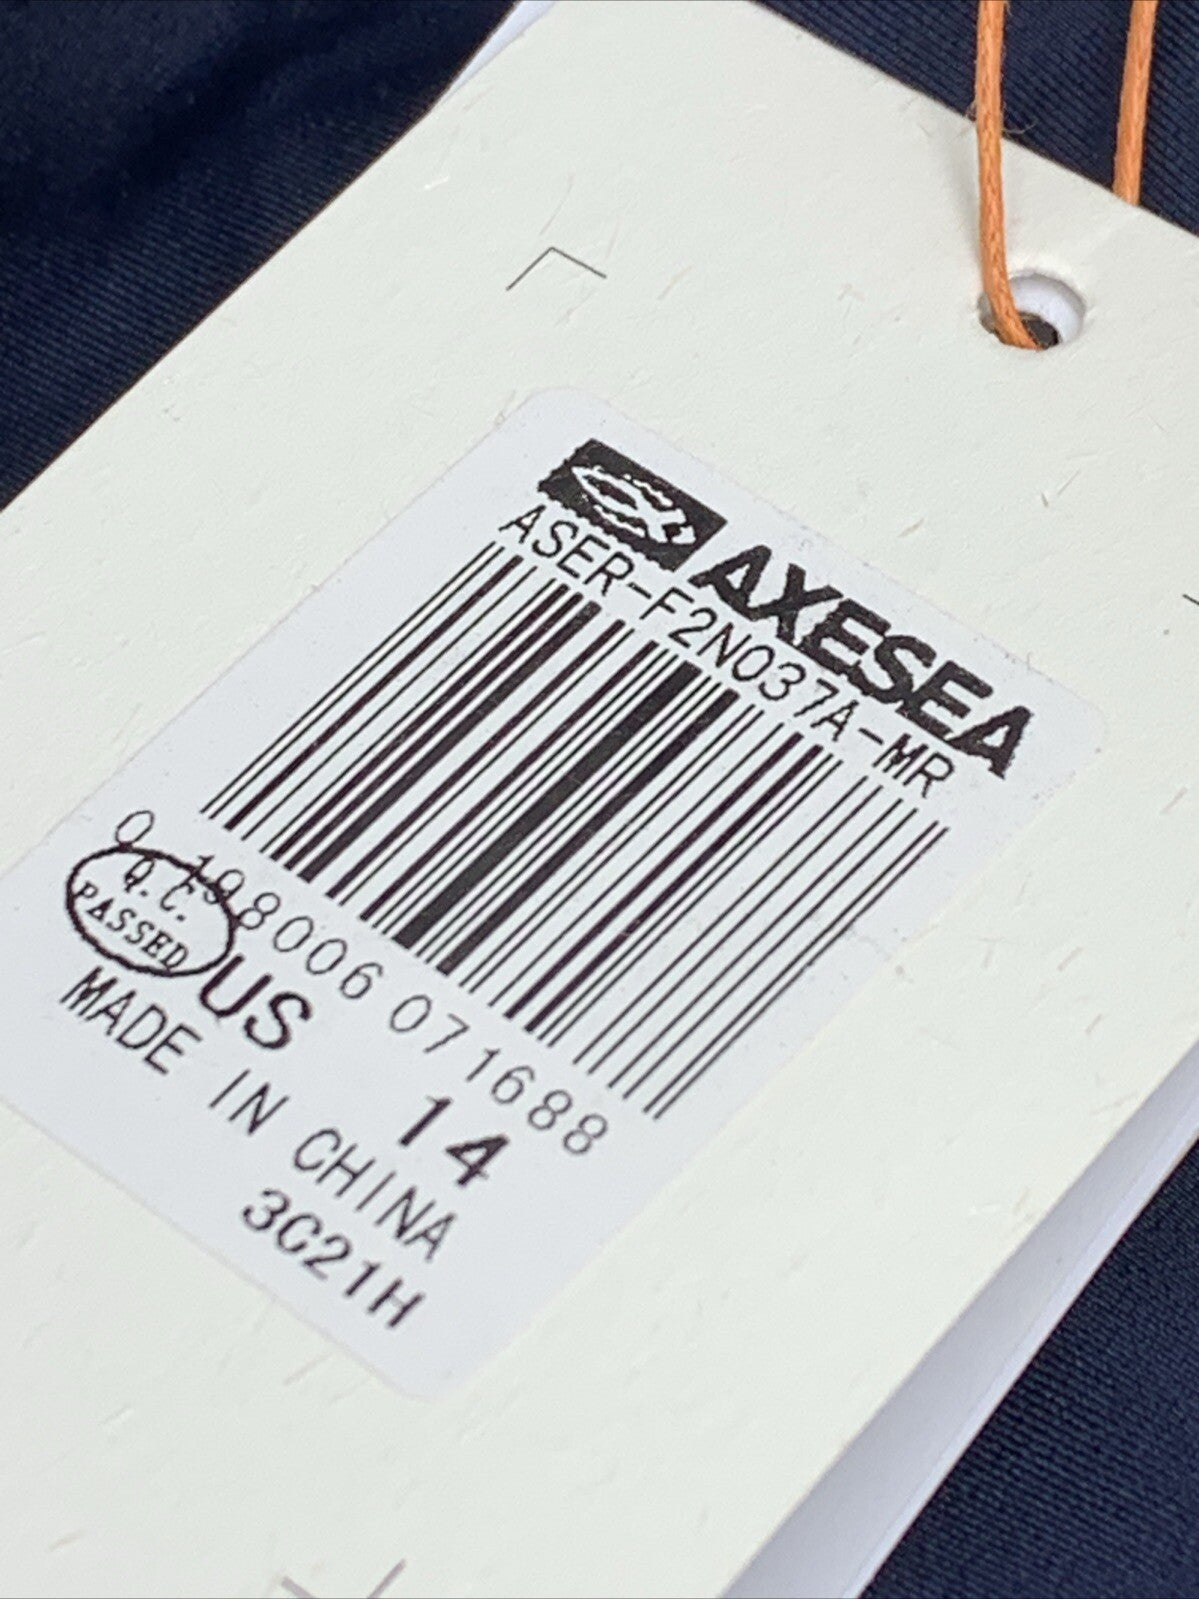 AXESEA
ASER-F2N037A-MR
0 198006 071688
Q.C.
PASSED
US 14
MADE IN CHINA
3C21H